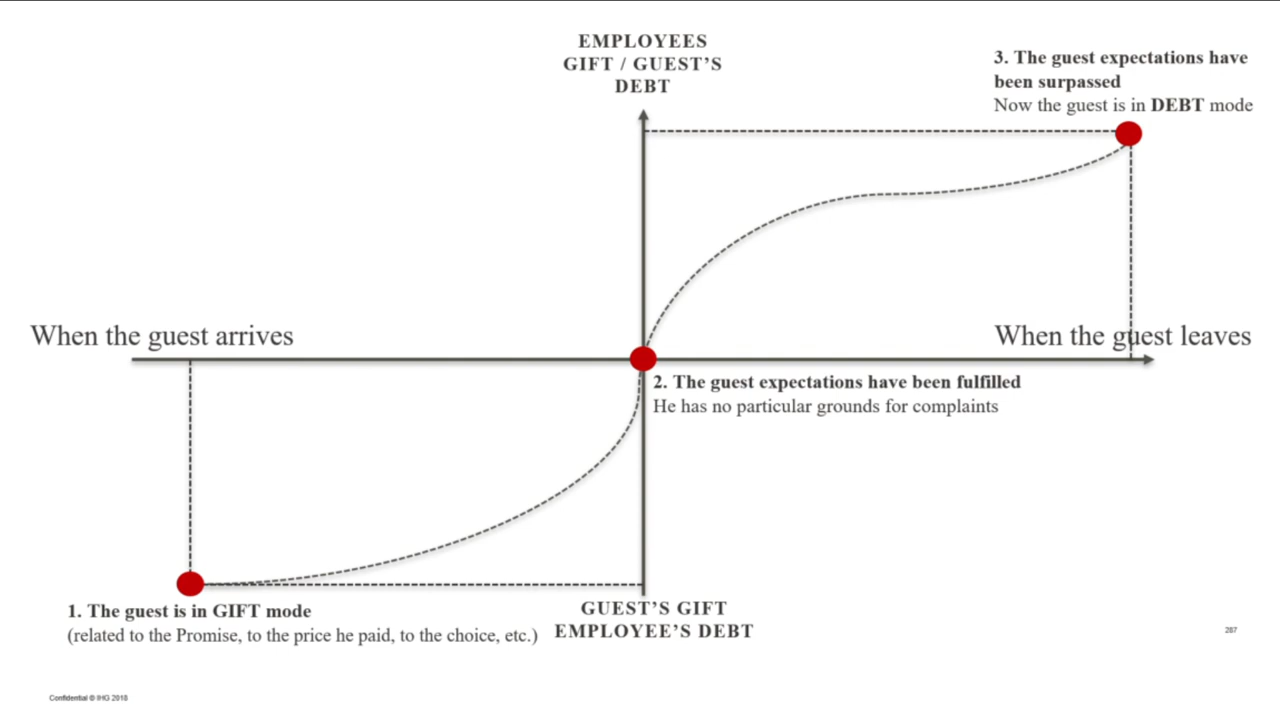 EMPLOYEES
GIFT / GUEST'S
DEBT
3. The guest expectations have
been surpassed
Now the guest is in DEBT mode
When the guest arrives
When the guest leaves
2. The guest expectations have been fulfilled
He has no particular grounds for complaints
1. The guest is in GIFT mode
(related to the Promise, to the price he paid, to the choice, etc.)
GUEST'S GIFT
EMPLOYEE'S DEBT
287
Confidential © IHG 2018